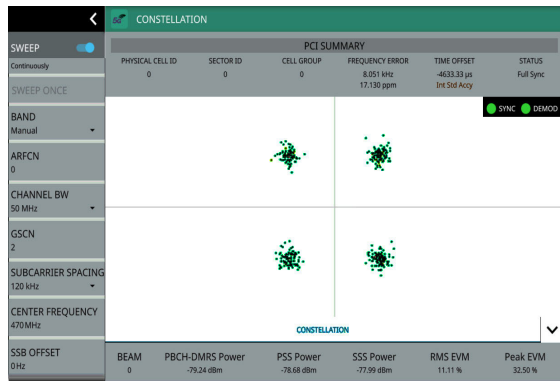 5G CONSTELLATION
SWEEP
Continuously
SWEEP ONCE
BAND
Manual
ARFCN
0
CHANNEL BW
50 MHz
GSCN
2
SUBCARRIER SPACING
120 kHz
CENTER FREQUENCY
470 MHz
SSB OFFSET
0 Hz
PCI SUMMARY
PHYSICAL CELL ID SECTOR ID CELL GROUP FREQUENCY ERROR TIME OFFSET STATUS
0 0 0 8.051 kHz -4633.33 µs Full Sync
17.130 ppm Int Std Accy
SYNC DEMOD
CONSTELLATION
BEAM PBCH-DMRS Power PSS Power SSS Power RMS EVM Peak EVM
0 -79.24 dBm -78.68 dBm -77.99 dBm 11.11 % 32.50 %